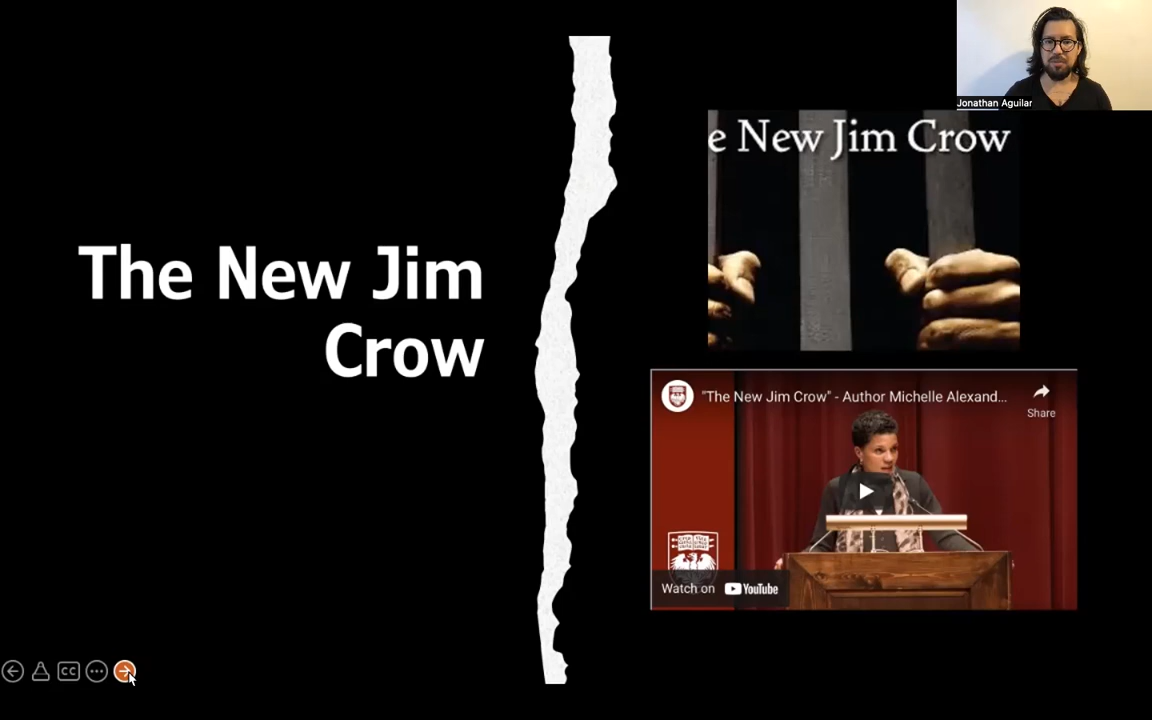 The New Jim
Crow
Jonathan Aguilar
e New Jim Crow
"The New Jim Crow" - Author Michelle Alexand...
Share
Watch on YouTube
CC